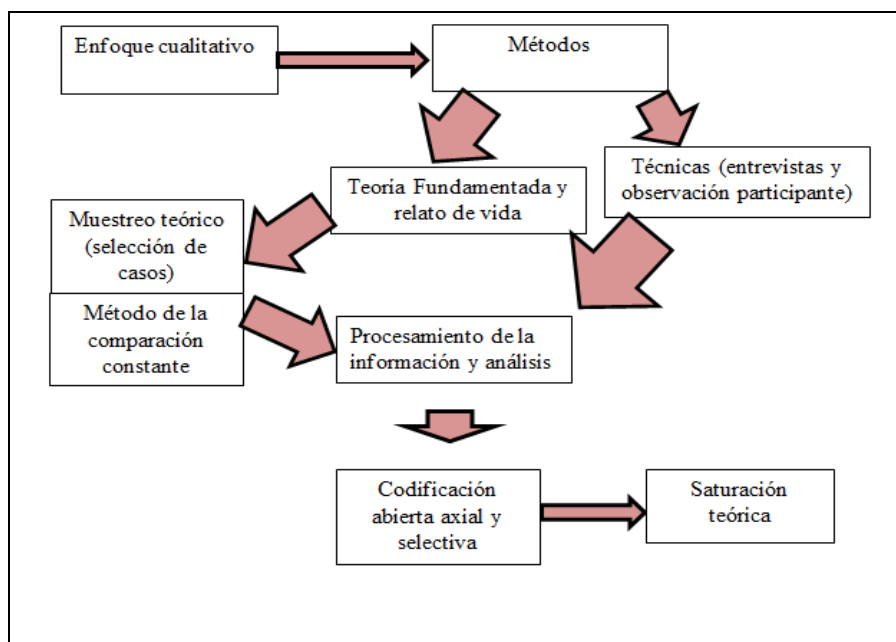 Enfoque cualitativo
Métodos
Técnicas (entrevistas y
observación participante)
Teoría Fundamentada y
relato de vida
Muestreo teórico
(selección de
casos)
Método de la
comparación
constante
Procesamiento de la
información y análisis
Codificación
abierta axial y
selectiva
Saturación
teórica